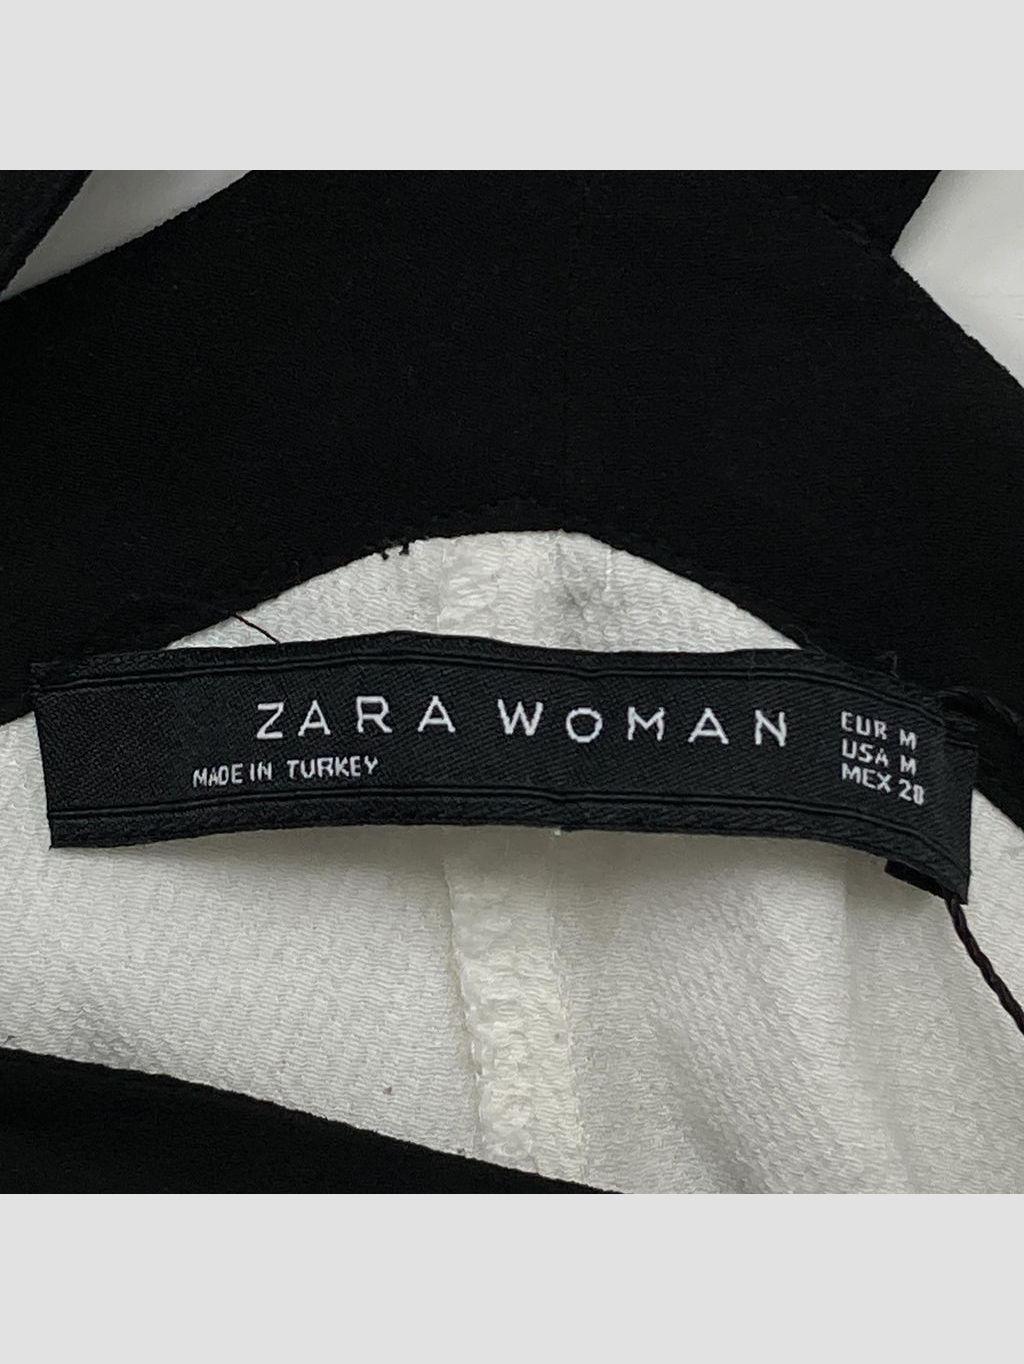 ZARA WOMAN
MADE IN TURKEY
EUR M
USA M
MEX 28